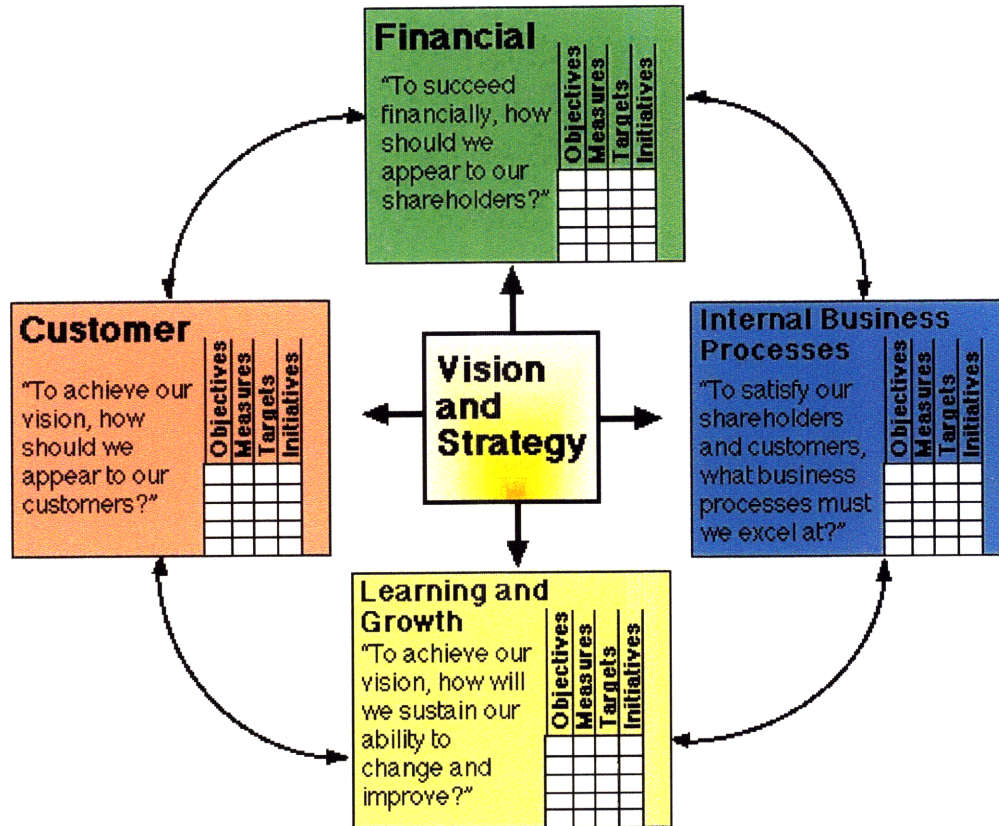 Financial
“To succeed
financially, how
should we
appear to our
shareholders?”
Objectives
Measures
Targets
Initiatives
Customer
“To achieve our
vision, how
should we
appear to our
customers?”
Objectives
Measures
Targets
Initiatives
Vision
and
Strategy
Internal Business
Processes
“To satisfy our
shareholders
and customers,
what business
processes must
we excel at?”
Objectives
Measures
Targets
Initiatives
Learning and
Growth
“To achieve our
vision, how will
we sustain our
ability to
change and
improve?”
Objectives
Measures
Targets
Initiatives